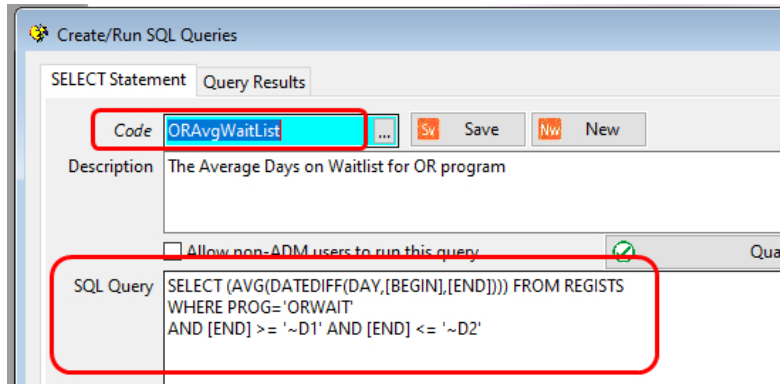 Create/Run SQL Queries
SELECT Statement Query Results
Code ORAvgWaitList ... Sv Save Nw New
Description The Average Days on Waitlist for OR program
Allow non-ADM users to run this query Qua
SQL Query SELECT (AVG(DATEDIFF(DAY,[BEGIN],[END]))) FROM REGISTS
WHERE PROG='ORWAIT'
AND [END] >= '~D1' AND [END] <= '~D2'